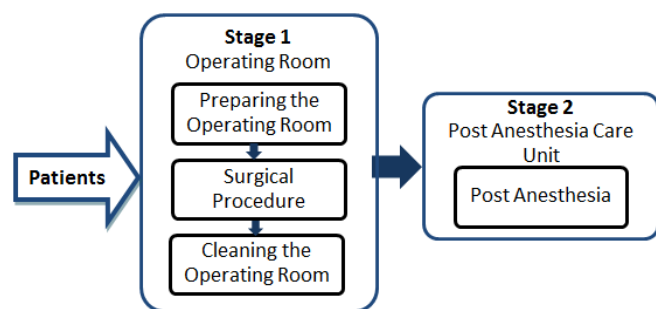 Stage 1
Operating Room
Preparing the
Operating Room
Surgical
Procedure
Cleaning the
Operating Room
Patients
Stage 2
Post Anesthesia Care
Unit
Post Anesthesia